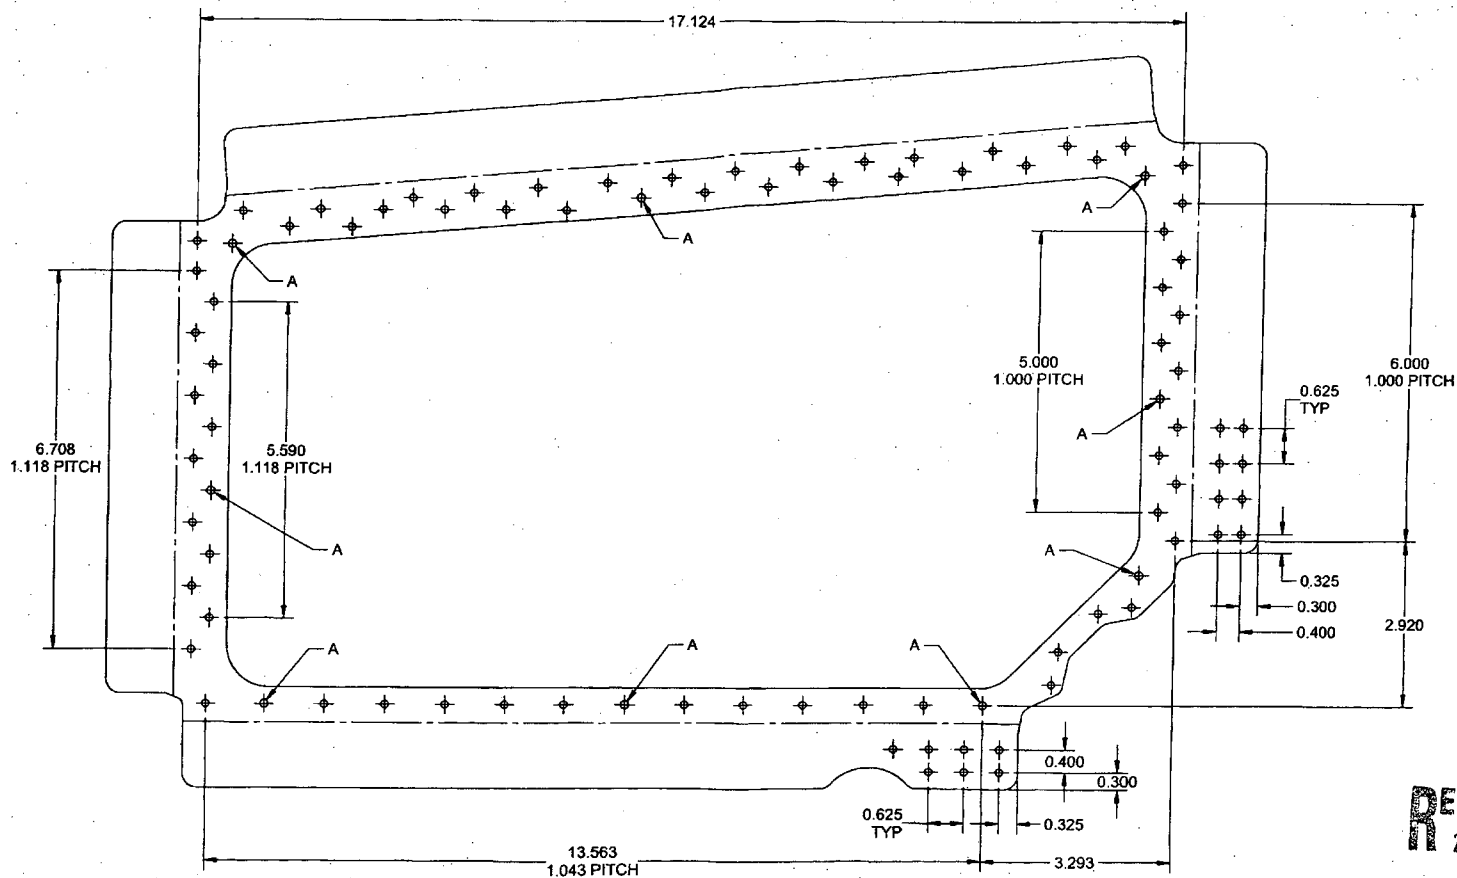 17.124
A
A
A
6.708
1.118 PITCH
5.590
1.118 PITCH
5.000
1.000 PITCH
6.000
1.000 PITCH
0.625
TYP
A
A
A
0.325
0.300
0.400
2.920
A
A
A
0.400
0.300
0.625
TYP
0.325
13.563
1.043 PITCH
3.293
RE